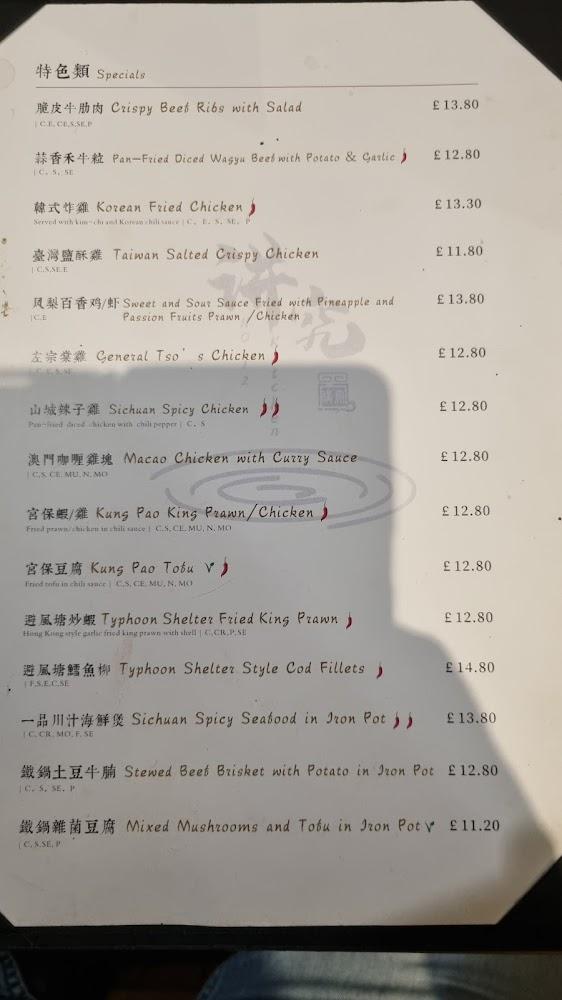 特色類 Specials
脆皮牛肋肉 Crispy Beef Ribs with Salad £13.80
| C.E, CE,S,SE,P
蒜香禾牛粒 Pan-Fried Diced Wagyu Beef with Potato & Garlic £12.80
| C, S, SE
韓式炸雞 Korean Fried Chicken £13.30
Served with kim-chi and Korean chili sauce | C, E, S, SE, P
臺灣鹽酥雞 Taiwan Salted Crispy Chicken £11.80
| C,S,SE,E
凤梨百香鸡/虾 Sweet and Sour Sauce Fried with Pineapple and £13.80
|C,E Passion Fruits Prawn /Chicken
左宗棠雞 General Tso's Chicken £12.80
山城辣子雞 Sichuan Spicy Chicken £12.80
Pan-fried diced chicken with chili pepper | C, S
澳門咖喱雞塊 Macao Chicken with Curry Sauce £12.80
| C,S, CE, MU, N, MO
宮保蝦/雞 Kung Pao King Prawn/Chicken £12.80
Fried prawn/chicken in chili sauce | C,S, CE, MU, N, MO
宮保豆腐 Kung Pao Tofu V £12.80
Fried tofu in chili sauce | C,S, CE, MU, N, MO
避風塘炒蝦 Typhoon Shelter Fried King Prawn £12.80
Hong Kong style garlic fried king prawn with shell | C,CR,P,SE
避風塘鱈魚柳 Typhoon Shelter Style Cod Fillets £14.80
| F,S,E,C,SE
一品川汁海鮮煲 Sichuan Spicy Seafood in Iron Pot £13.80
| C, CR, MO, F, SE
鐵鍋土豆牛腩 Stewed Beef Brisket with Potato in Iron Pot £12.80
| C, S, SE, P
鐵鍋雜菌豆腐 Mixed Mushrooms and Tofu in Iron Pot V £11.20
| C, S,SE, P